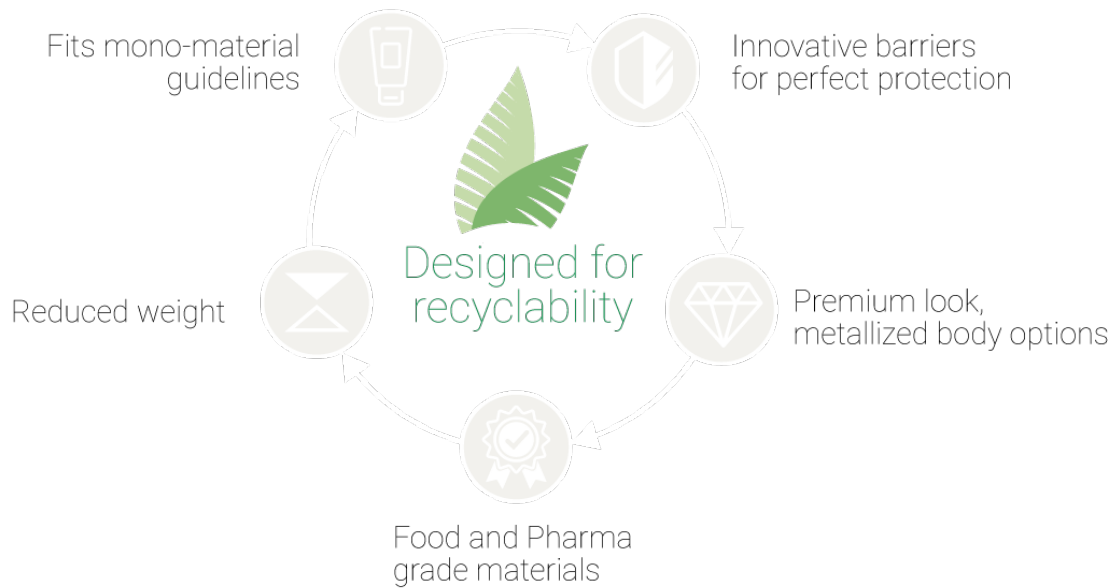 Fits mono-material
guidelines
Innovative barriers
for perfect protection
Designed for
recyclability
Reduced weight
Premium look,
metallized body options
Food and Pharma
grade materials